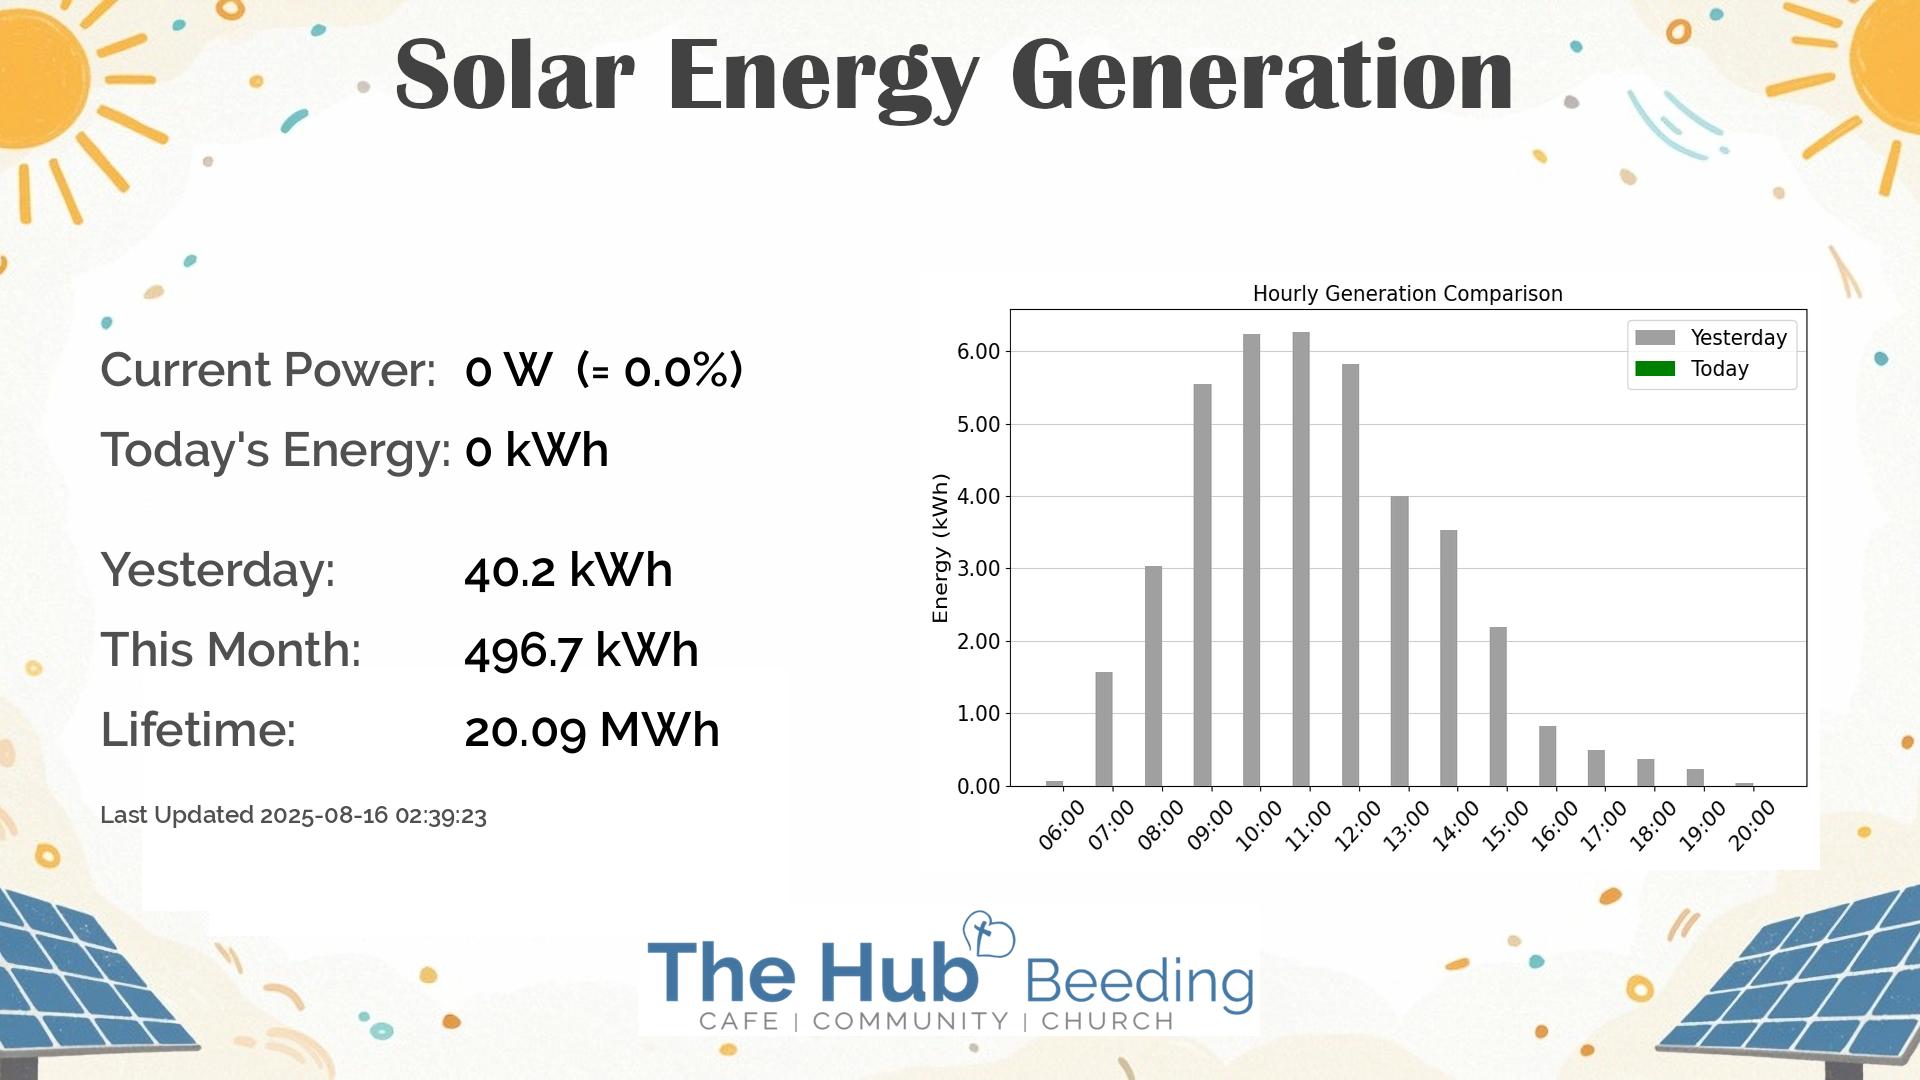 Solar Energy Generation
Current Power: 0 W (= 0.0%)
Today's Energy: 0 kWh
Yesterday: 40.2 kWh
This Month: 496.7 kWh
Lifetime: 20.09 MWh
Last Updated 2025-08-16 02:39:23
Hourly Generation Comparison
Yesterday
Today
Energy (kWh)
6.00
5.00
4.00
3.00
2.00
1.00
0.00
06:00 07:00 08:00 09:00 10:00 11:00 12:00 13:00 14:00 15:00 16:00 17:00 18:00 19:00 20:00
The Hub Beeding
CAFE | COMMUNITY | CHURCH